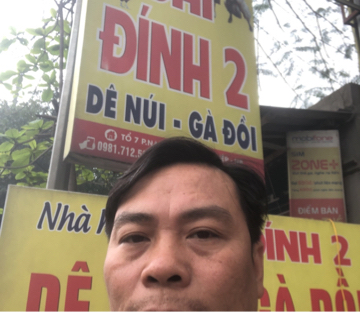 ĐÍNH 2
DÊ NÚI - GÀ ĐỒI
TỔ 7 P.N
0981.712.8
mobifone
ZONE+
ĐIỂM BÁN
Nhà
ĐÍNH 2
DÊ
GÀ ĐỒI